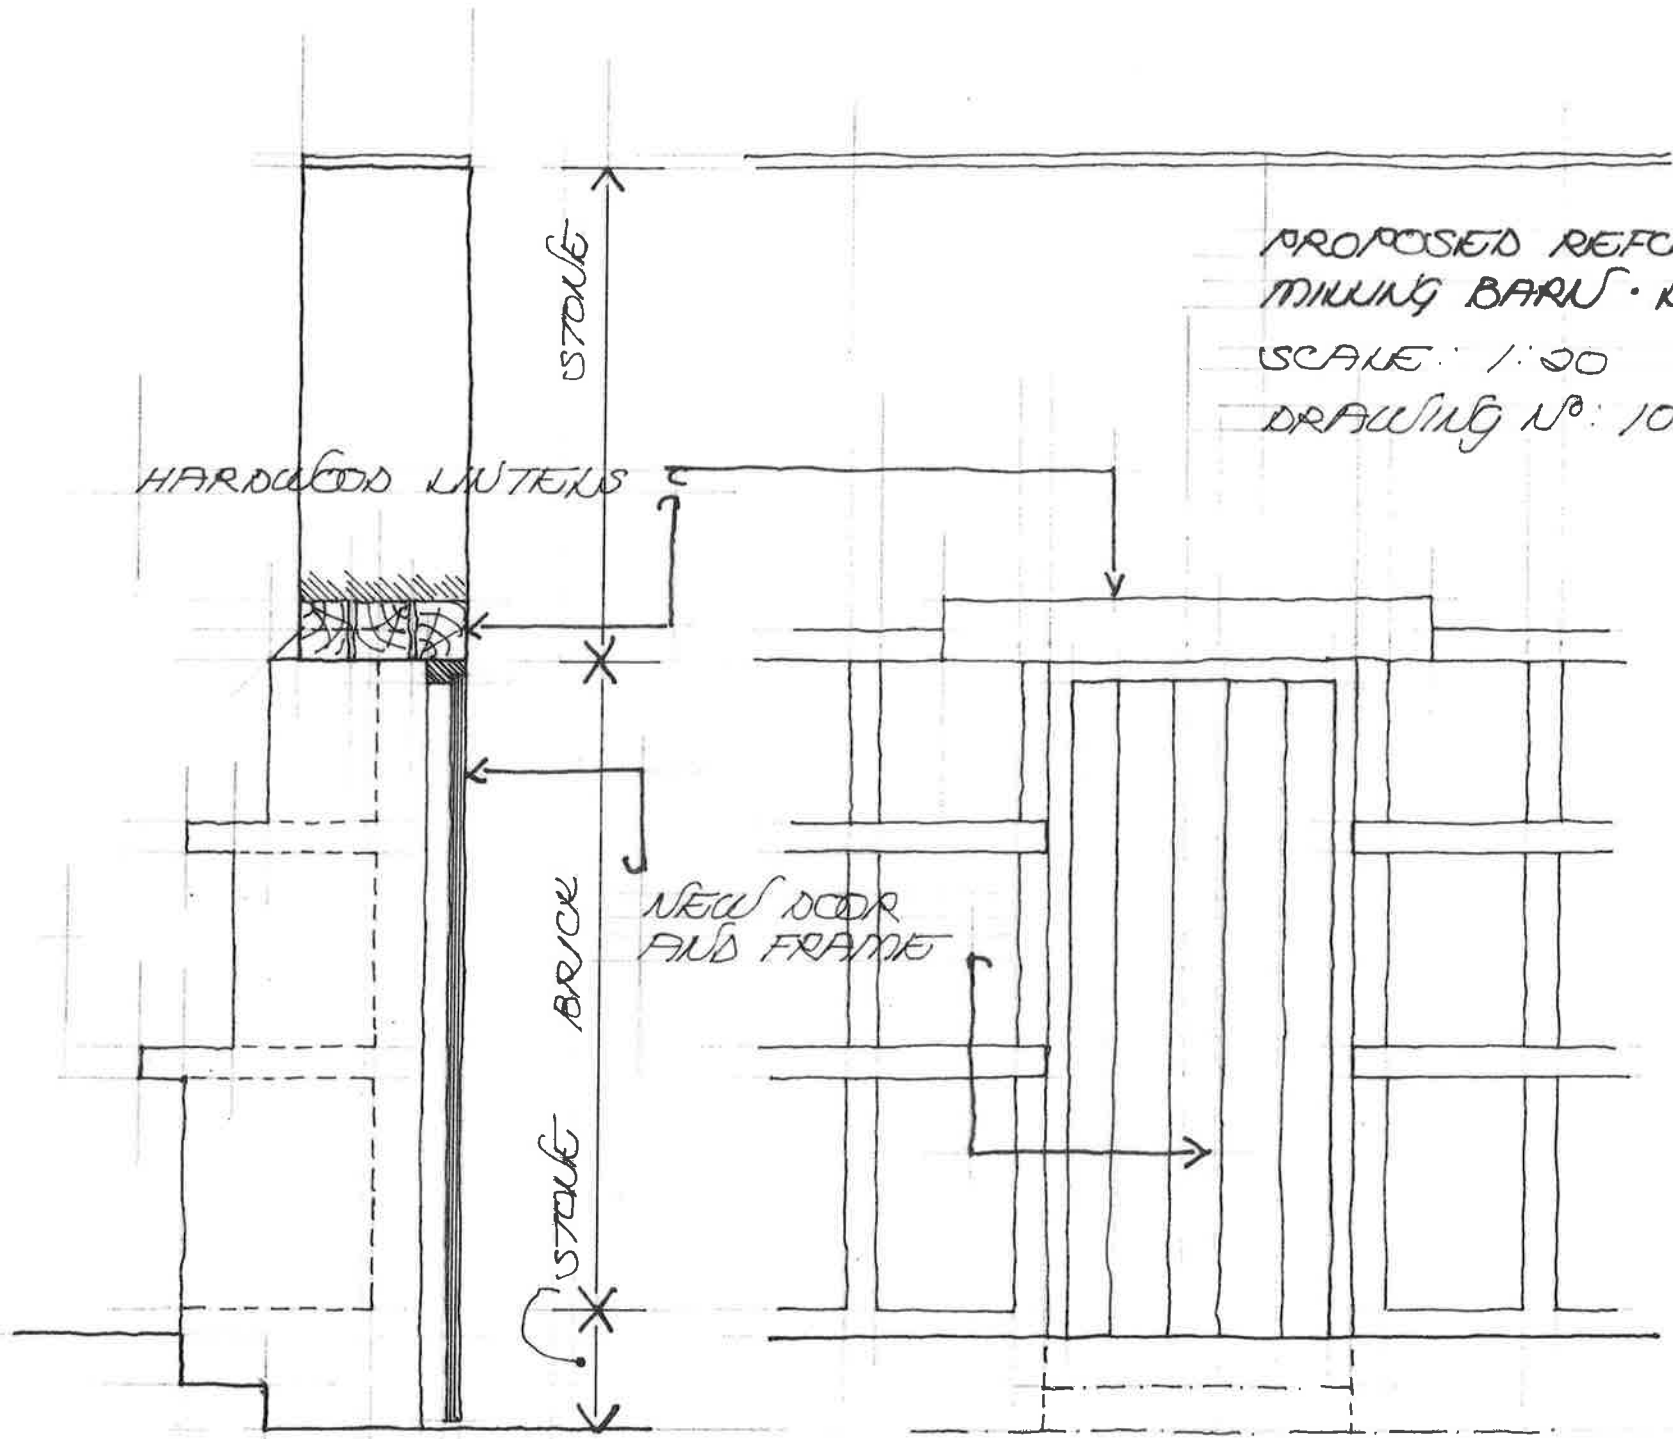 PROPOSED REFO
MILLING BARN ·
SCALE: 1:20
DRAWING Nº: 10
STONE
HARDWOOD LINTELS
NEW DOOR
AND FRAME
BRICK
STONE